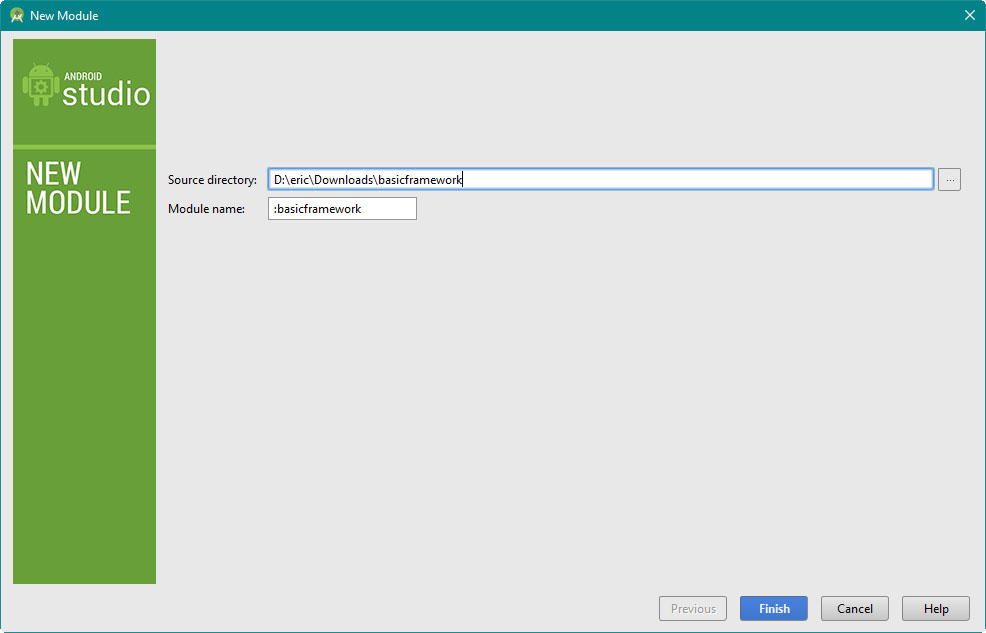 New Module
ANDROID
studio
NEW
MODULE
Source directory: D:\eric\Downloads\basicframework ...
Module name: :basicframework
Previous Finish Cancel Help